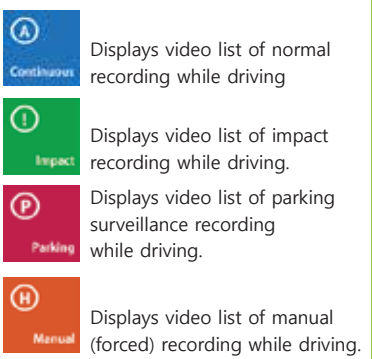 A
Continuous
Displays video list of normal
recording while driving
!
Impact
Displays video list of impact
recording while driving.
P
Parking
Displays video list of parking
surveillance recording
while driving.
H
Manual
Displays video list of manual
(forced) recording while driving.